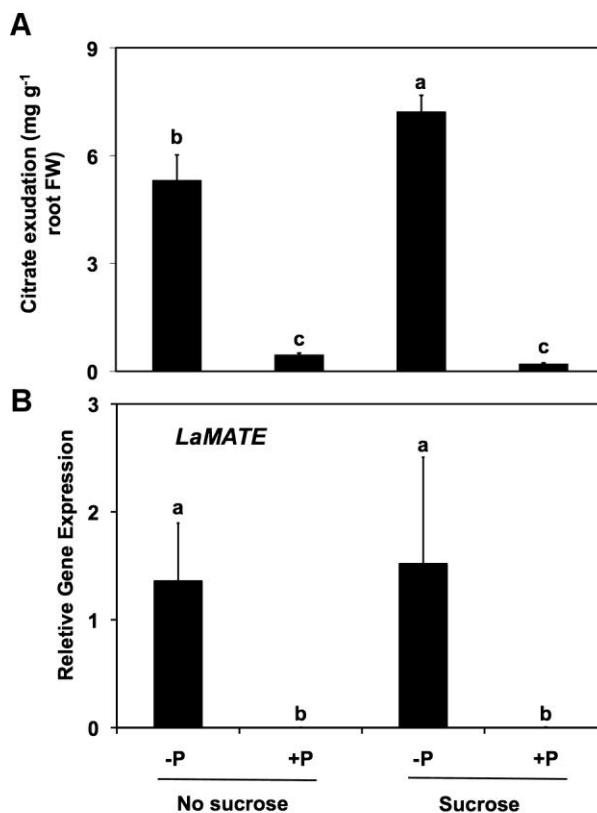 A
Citrate exudation (mg g-1
root FW)
9
6
3
0
b
c
a
c
B
LaMATE
Reletive Gene Expression
3
2
1
0
a
b
a
b
-P +P -P +P
No sucrose Sucrose